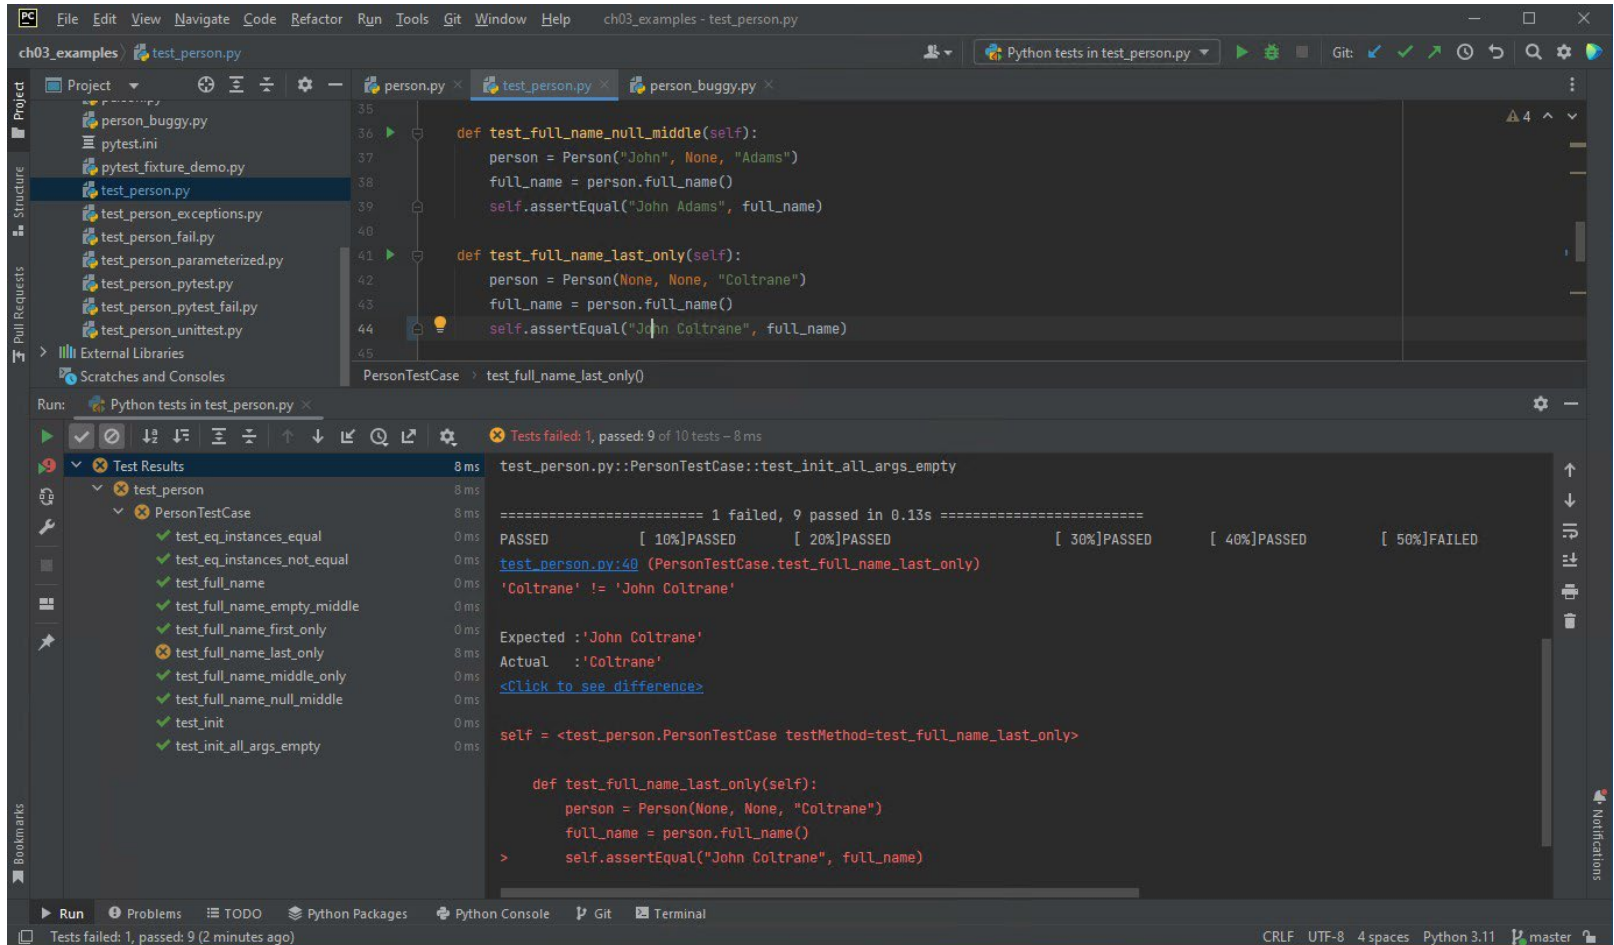 PC File Edit View Navigate Code Refactor Run Tools Git Window Help ch03_examples - test_person.py
ch03_examples test_person.py
Python tests in test_person.py
Git:
Project
person.py
test_person.py
person_buggy.py
person_buggy.py
pytest.ini
pytest_fixture_demo.py
test_person.py
test_person_exceptions.py
test_person_fail.py
test_person_parameterized.py
test_person_pytest.py
test_person_pytest_fail.py
test_person_unittest.py
External Libraries
Scratches and Consoles
Project
Structure
Pull Requests
Bookmarks
Notifications
4
35
36 def test_full_name_null_middle(self):
37 person = Person("John", None, "Adams")
38 full_name = person.full_name()
39 self.assertEqual("John Adams", full_name)
40
41 def test_full_name_last_only(self):
42 person = Person(None, None, "Coltrane")
43 full_name = person.full_name()
44 self.assertEqual("John Coltrane", full_name)
45
PersonTestCase test_full_name_last_only()
Run: Python tests in test_person.py
Tests failed: 1, passed: 9 of 10 tests – 8 ms
Test Results 8 ms
test_person 8 ms
PersonTestCase 8 ms
test_eq_instances_equal 0 ms
test_eq_instances_not_equal 0 ms
test_full_name 0 ms
test_full_name_empty_middle 0 ms
test_full_name_first_only 0 ms
test_full_name_last_only 8 ms
test_full_name_middle_only 0 ms
test_full_name_null_middle 0 ms
test_init 0 ms
test_init_all_args_empty 0 ms
test_person.py::PersonTestCase::test_init_all_args_empty
========================= 1 failed, 9 passed in 0.13s =========================
PASSED [ 10%]PASSED [ 20%]PASSED [ 30%]PASSED [ 40%]PASSED [ 50%]FAILED
test_person.py:40 (PersonTestCase.test_full_name_last_only)
'Coltrane' != 'John Coltrane'
Expected :'John Coltrane'
Actual :'Coltrane'
<Click to see difference>
self = <test_person.PersonTestCase testMethod=test_full_name_last_only>
def test_full_name_last_only(self):
person = Person(None, None, "Coltrane")
full_name = person.full_name()
> self.assertEqual("John Coltrane", full_name)
Run Problems TODO Python Packages Python Console Git Terminal
Tests failed: 1, passed: 9 (2 minutes ago)
CRLF UTF-8 4 spaces Python 3.11 master